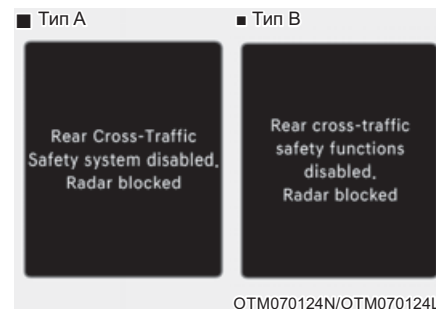 ■ Тип A
■ Тип B
Rear Cross-Traffic
Safety system disabled.
Radar blocked
Rear cross-traffic
safety functions
disabled.
Radar blocked
OTM070124N/OTM070124L